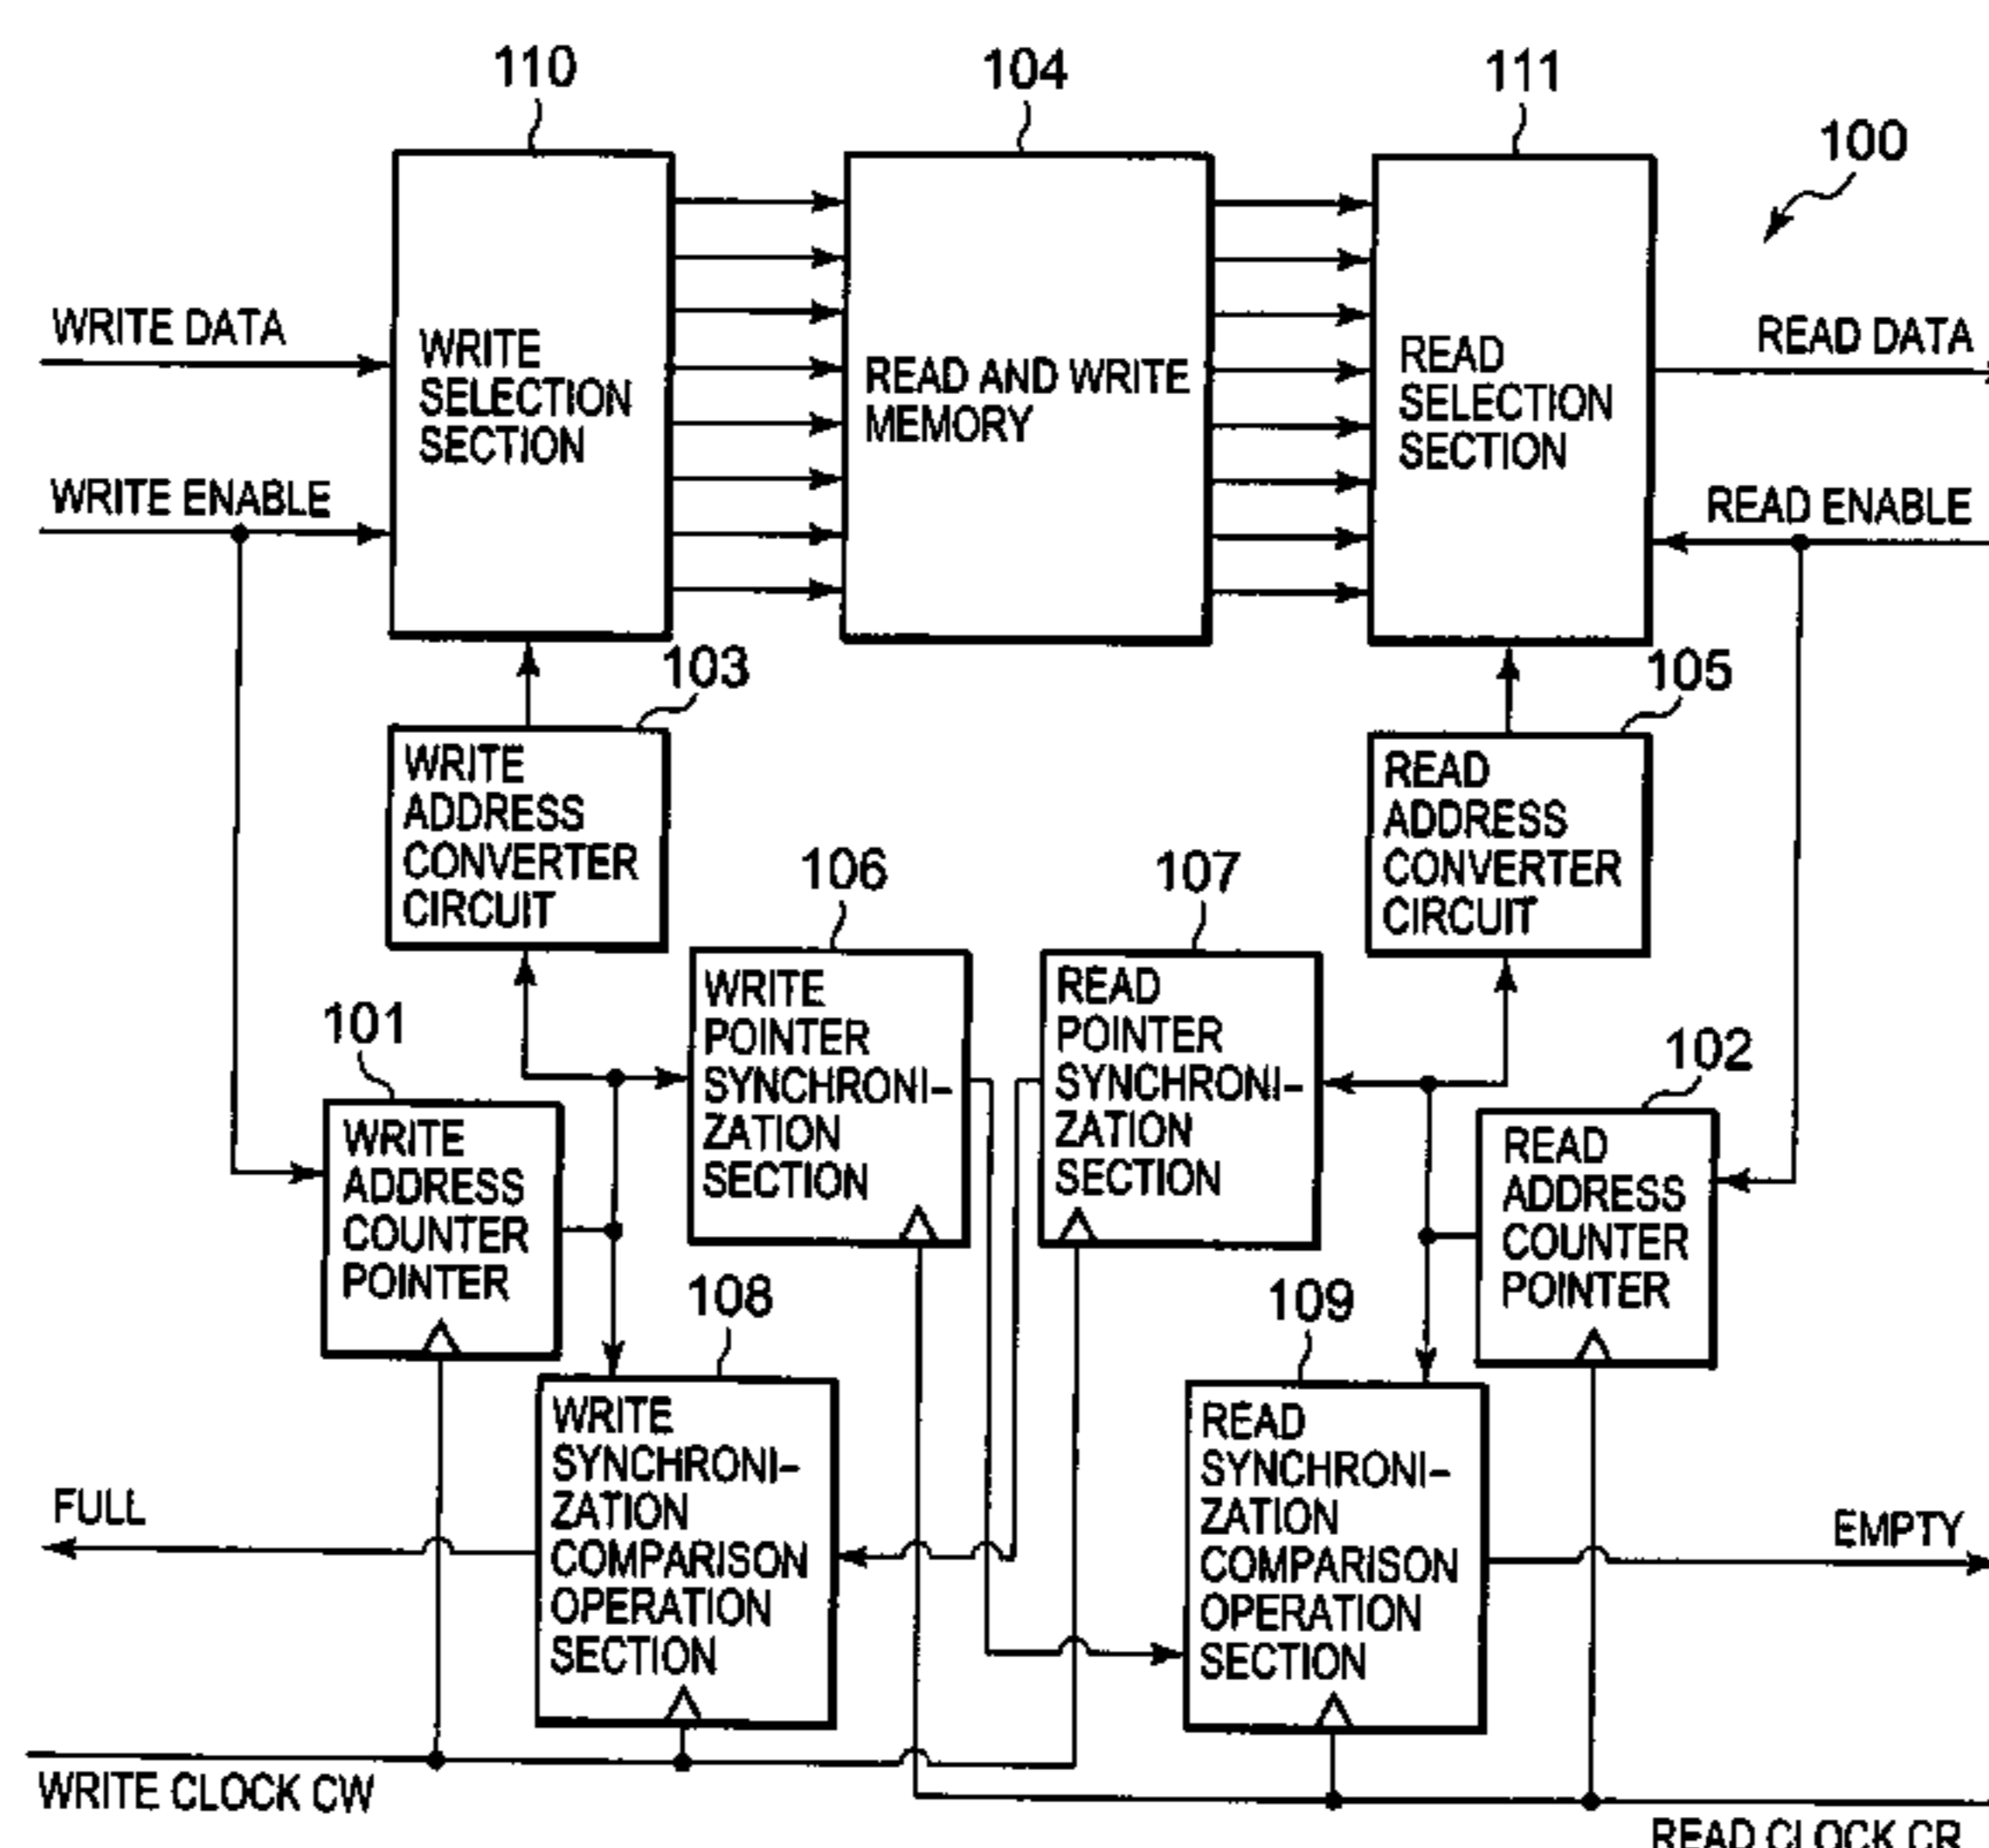 110
104
111
100
WRITE DATA
WRITE
SELECTION
SECTION
READ AND WRITE
MEMORY
READ
SELECTION
SECTION
READ DATA
WRITE ENABLE
READ ENABLE
103
105
WRITE
ADDRESS
CONVERTER
CIRCUIT
READ
ADDRESS
CONVERTER
CIRCUIT
106
107
WRITE
POINTER
SYNCHRONI-
ZATION
SECTION
READ
POINTER
SYNCHRONI-
ZATION
SECTION
101
102
WRITE
ADDRESS
COUNTER
POINTER
READ
ADDRESS
COUNTER
POINTER
108
109
WRITE
SYNCHRONI-
ZATION
COMPARISON
OPERATION
SECTION
READ
SYNCHRONI-
ZATION
COMPARISON
OPERATION
SECTION
FULL
EMPTY
WRITE CLOCK CW
READ CLOCK CR